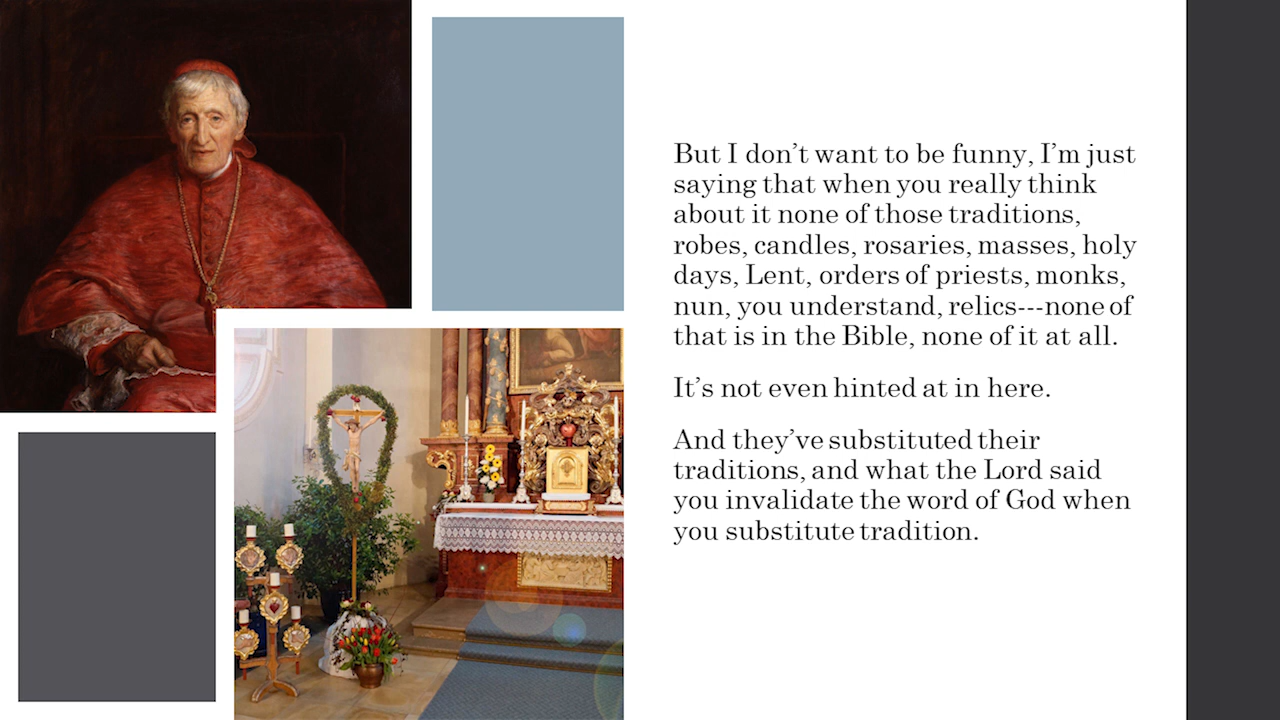 But I don’t want to be funny, I’m just
saying that when you really think
about it none of those traditions,
robes, candles, rosaries, masses, holy
days, Lent, orders of priests, monks,
nun, you understand, relics---none of
that is in the Bible, none of it at all.
It’s not even hinted at in here.
And they’ve substituted their
traditions, and what the Lord said
you invalidate the word of God when
you substitute tradition.